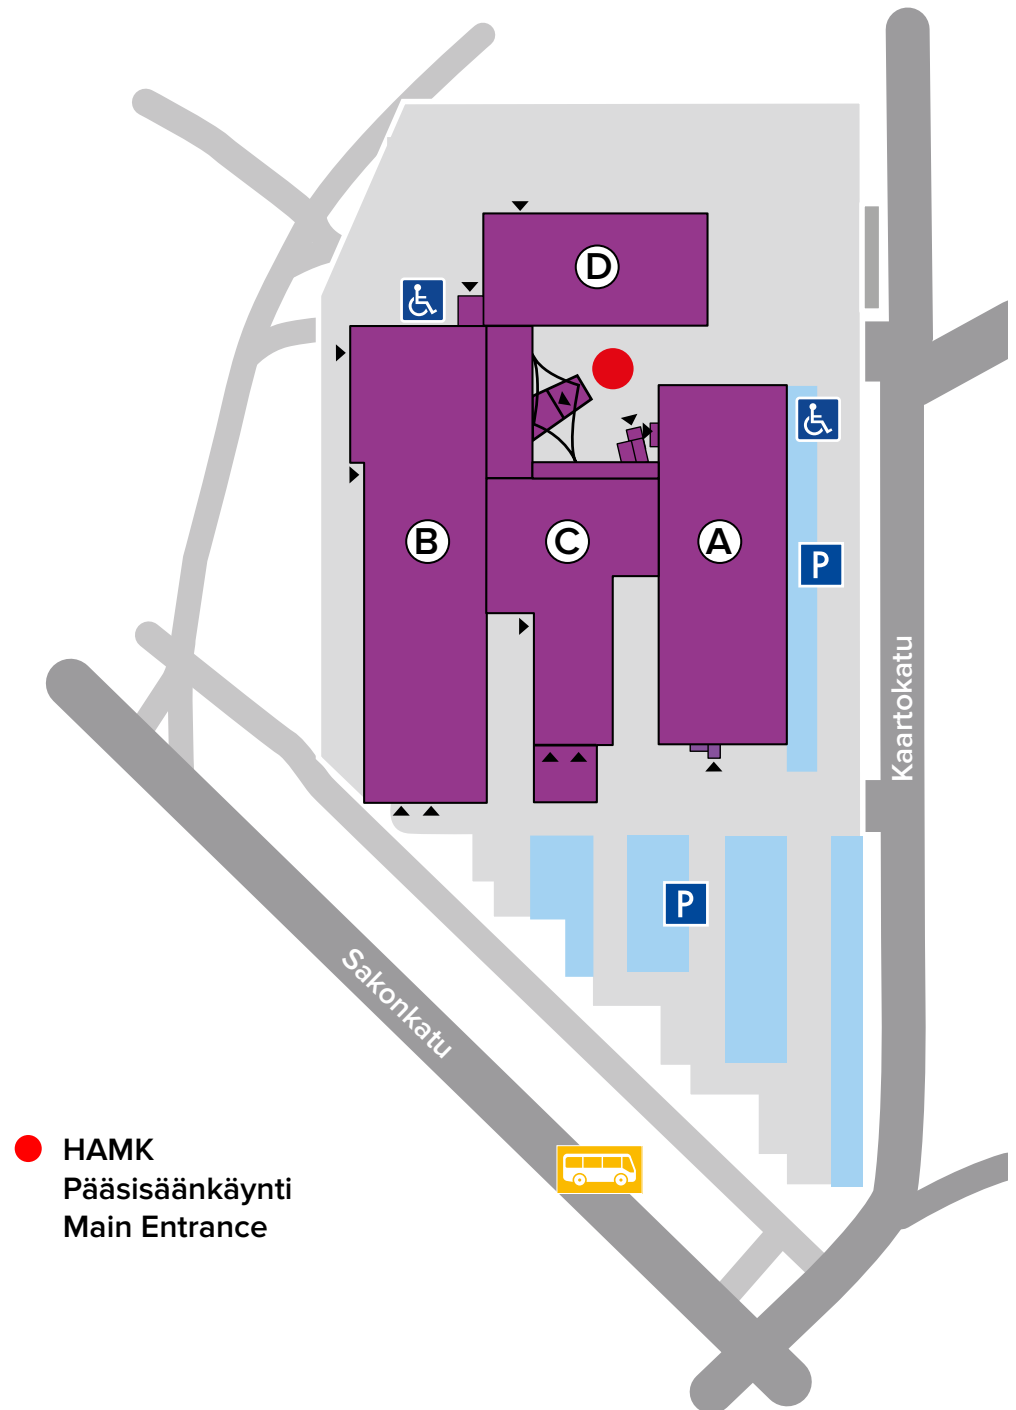 D
B
C
A
P
Kaartokatu
P
Sakonkatu
HAMK
Pääsisäänkäynti
Main Entrance